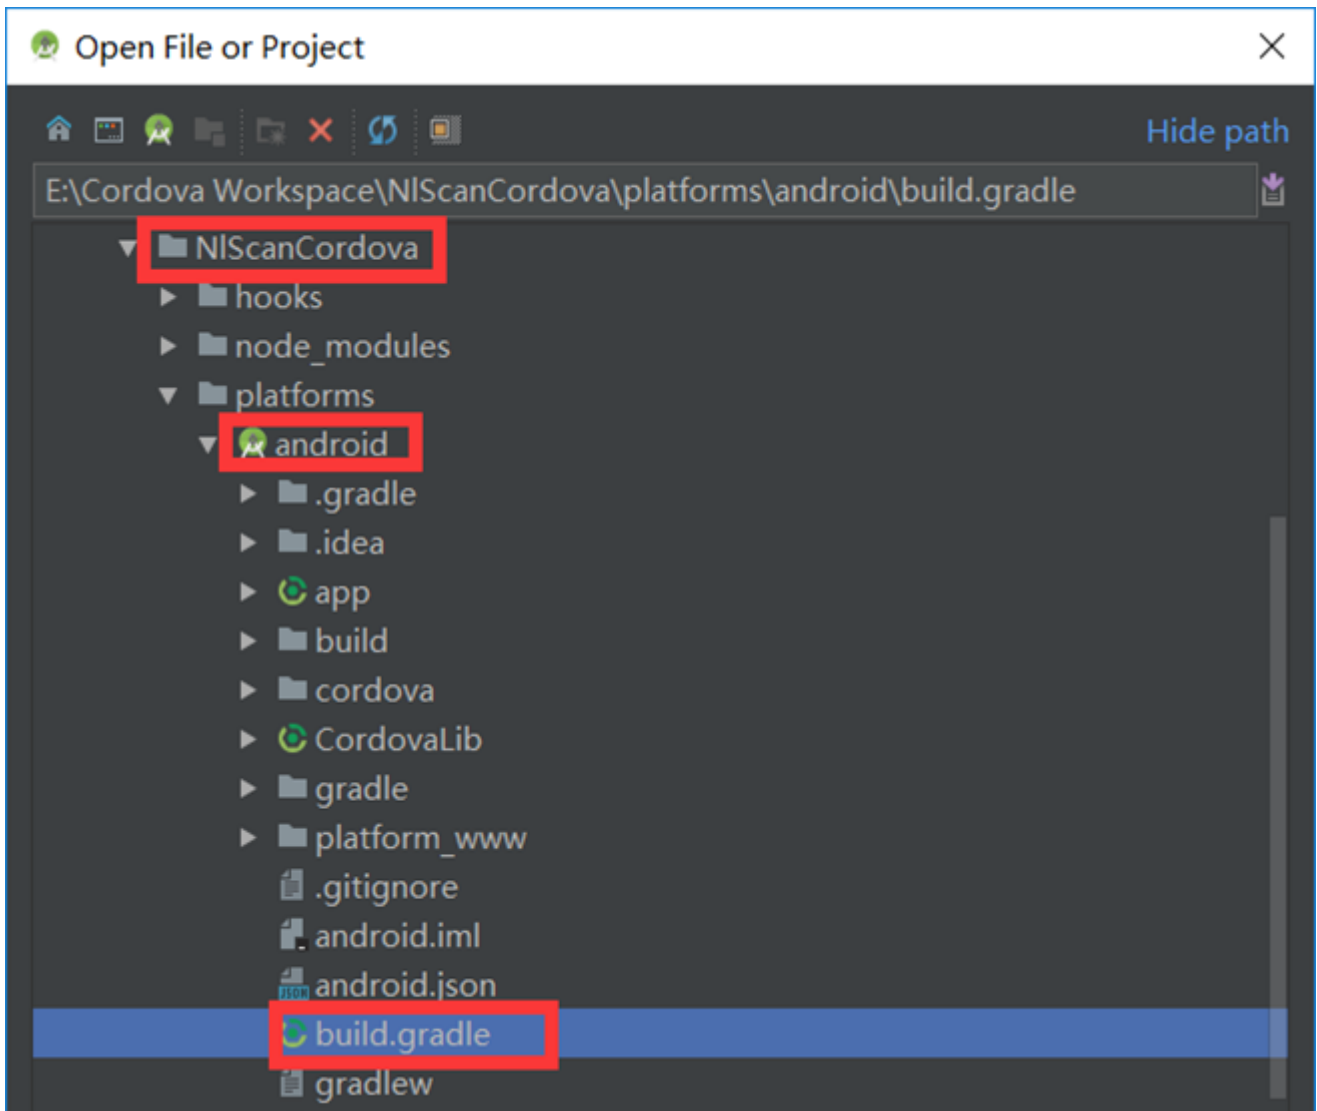 Open File or Project
Hide path
E:\Cordova Workspace\NlScanCordova\platforms\android\build.gradle
NlScanCordova
hooks
node_modules
platforms
android
.gradle
.idea
app
build
cordova
CordovaLib
gradle
platform_www
.gitignore
android.iml
JSON android.json
build.gradle
gradlew